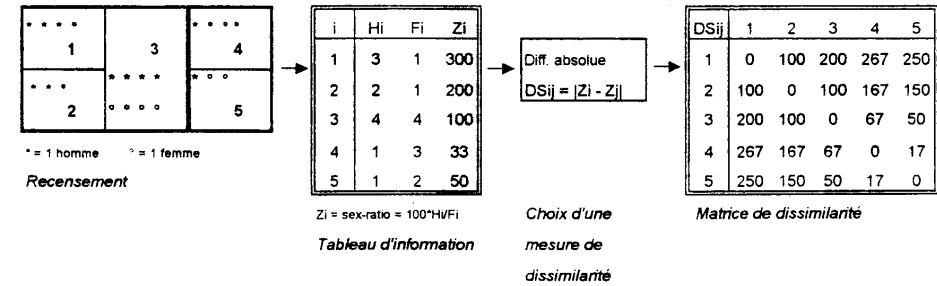 1 3 4
2 5
* = 1 homme ° = 1 femme
Recensement
i Hi Fi Zi
1 3 1 300
2 2 1 200
3 4 4 100
4 1 3 33
5 1 2 50
Zi = sex-ratio = 100*Hi/Fi
Tableau d'information
Diff. absolue
DSij = |Zi - Zj|
Choix d'une
mesure de
dissimilarité
DSij 1 2 3 4 5
1 0 100 200 267 250
2 100 0 100 167 150
3 200 100 0 67 50
4 267 167 67 0 17
5 250 150 50 17 0
Matrice de dissimilarité